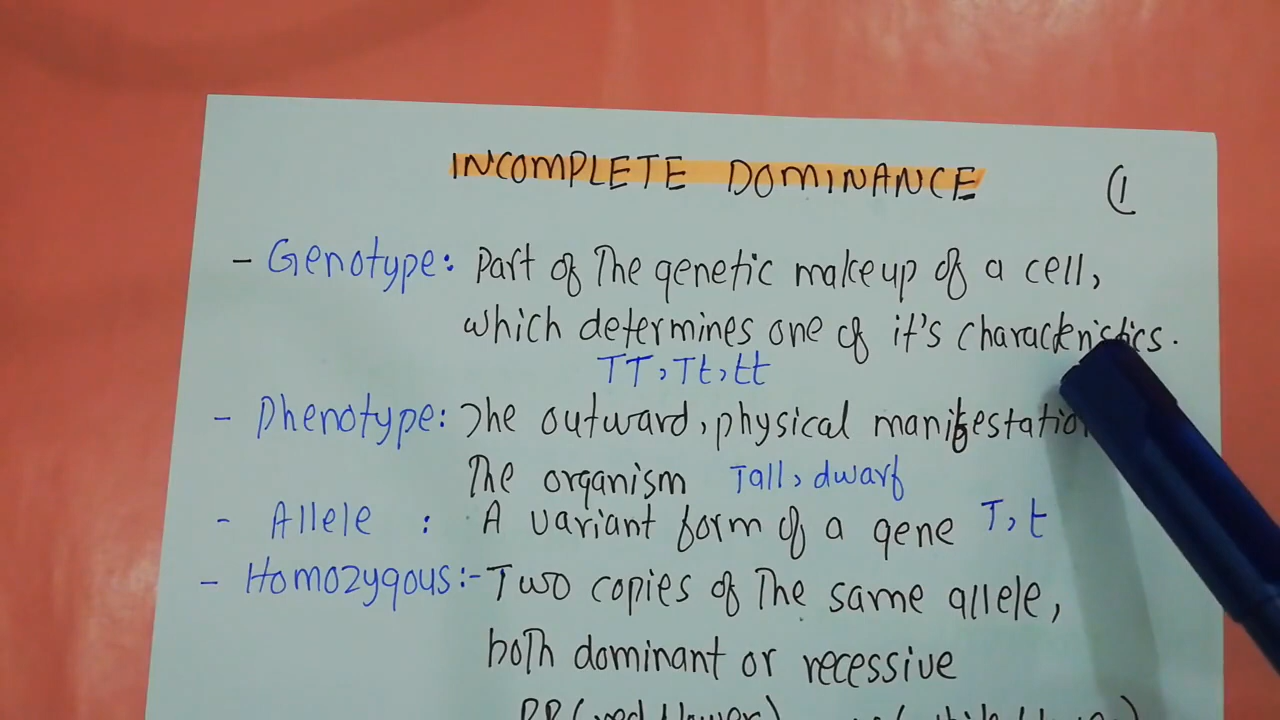 INCOMPLETE DOMINANCE
(1
- Genotype: Part of The genetic makeup of a cell,
which determines one of it's characteristics.
TT, Tt, tt
- Phenotype: The outward, physical
The organism Tall, dwarf
- Allele : A variant form of a gene T, t
- Homozygous:- Two copies of The same allele,
both dominant or recessive